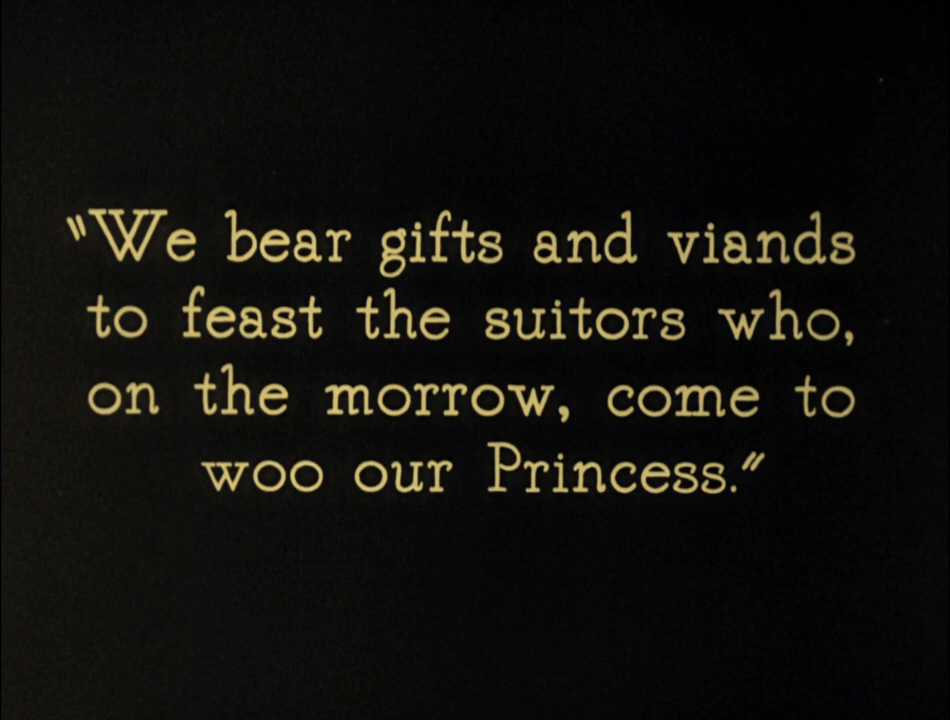 "We bear gifts and viands
to feast the suitors who,
on the morrow, come to
woo our Princess."